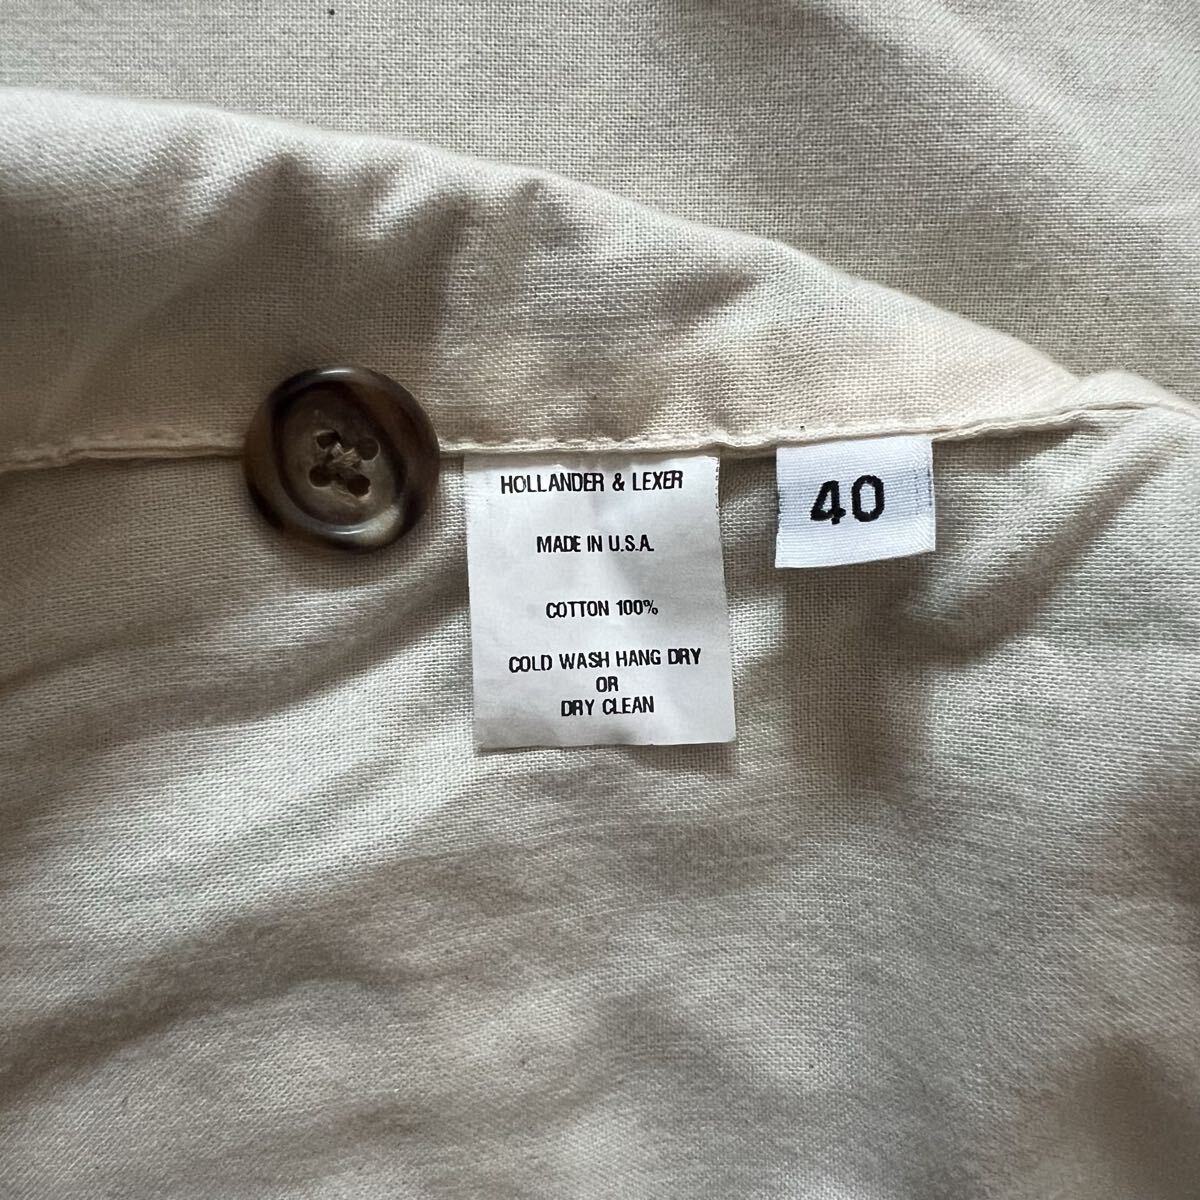 HOLLANDER & LEXER
MADE IN U.S.A.
COTTON 100%
COLD WASH HANG DRY
OR
DRY CLEAN
40